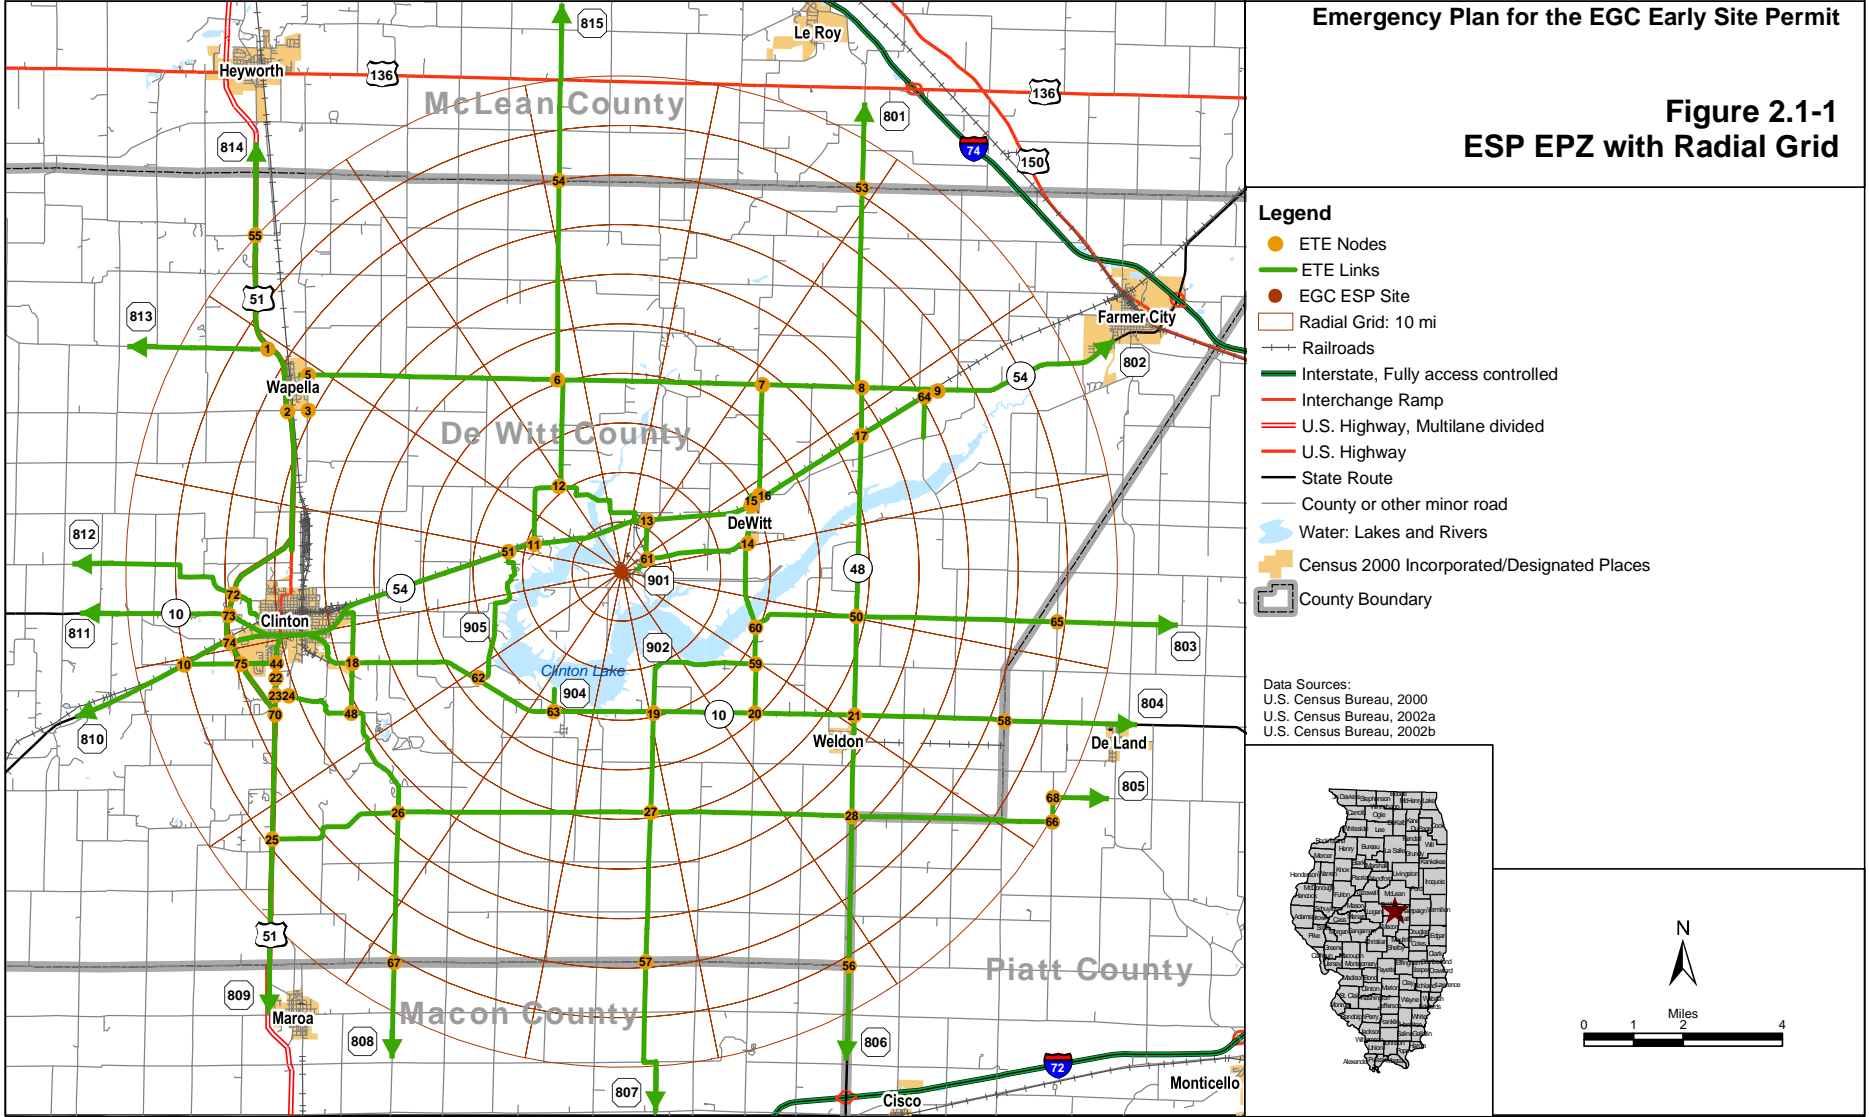 Emergency Plan for the EGC Early Site Permit
Figure 2.1-1
ESP EPZ with Radial Grid
Legend
ETE Nodes
ETE Links
EGC ESP Site
Radial Grid: 10 mi
Railroads
Interstate, Fully access controlled
Interchange Ramp
U.S. Highway, Multilane divided
U.S. Highway
State Route
County or other minor road
Water: Lakes and Rivers
Census 2000 Incorporated/Designated Places
County Boundary
Data Sources:
U.S. Census Bureau, 2000
U.S. Census Bureau, 2002a
U.S. Census Bureau, 2002b
N
Miles
0 1 2 4
815
Le Roy
Heyworth
136
136
McLean County
801
814
74
150
54
53
55
51
813
Farmer City
1
802
5
Wapella
6
7
8
9
64
54
2
3
De Witt County
17
12
15
16
13
DeWitt
812
11
51
14
61
901
48
54
72
10
73
Clinton
811
905
60
50
65
803
74
902
10
75
44
18
59
62
Clinton Lake
22
904
23
24
63
19
10
20
21
58
804
70
48
810
Weldon
De Land
805
68
26
27
28
66
25
51
67
57
56
Piatt County
809
Maroa
Macon County
808
806
72
807
Cisco
Monticello